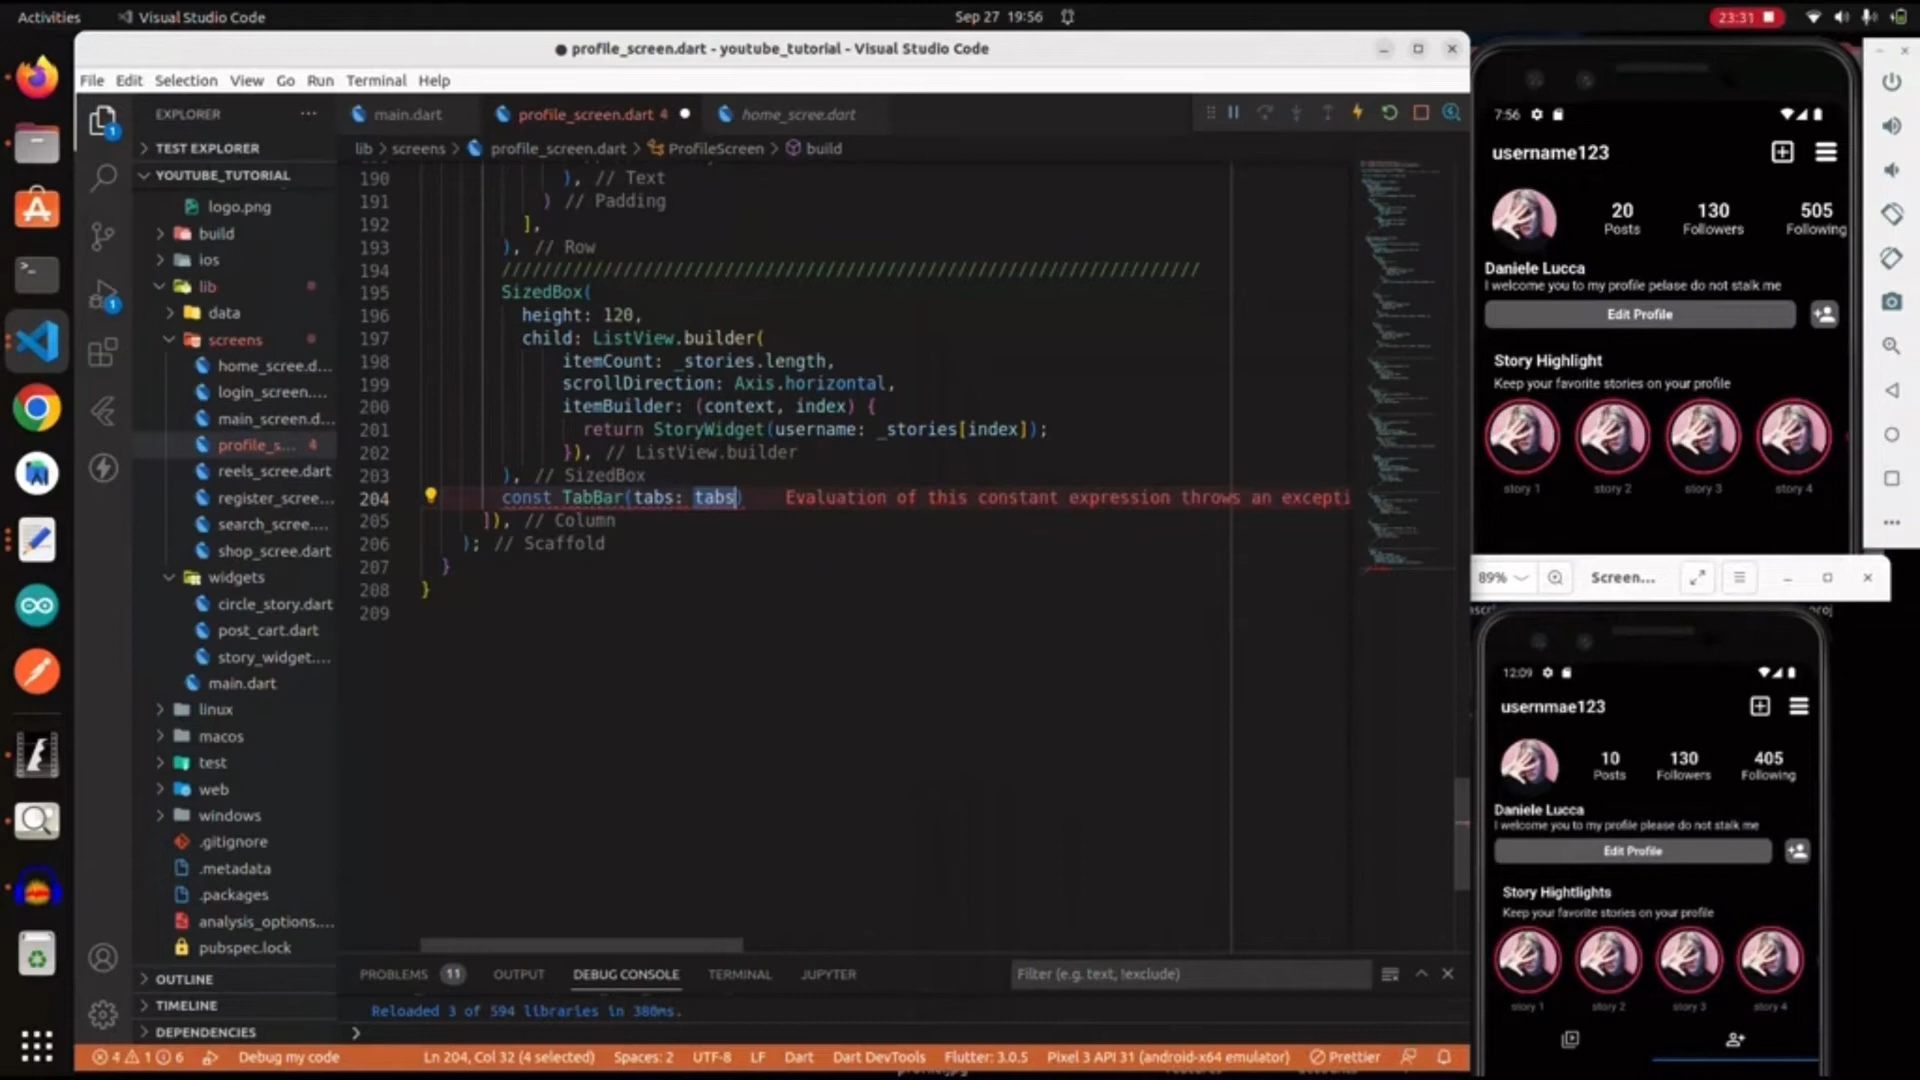 Activities
Visual Studio Code
Sep 27 19:56
23:31
profile_screen.dart - youtube_tutorial - Visual Studio Code
File Edit Selection View Go Run Terminal Help
EXPLORER
TEST EXPLORER
YOUTUBE_TUTORIAL
logo.png
build
ios
lib
data
screens
home_scree.d...
login_screen....
main_screen.d...
profile_s... 4
reels_scree.dart
register_scree...
search_scree...
shop_scree.dart
widgets
circle_story.dart
post_cart.dart
story_widget....
main.dart
linux
macos
test
web
windows
.gitignore
.metadata
.packages
analysis_options....
pubspec.lock
OUTLINE
TIMELINE
DEPENDENCIES
1
1
main.dart
profile_screen.dart 4
home_scree.dart
lib > screens > profile_screen.dart > ProfileScreen > build
190 ), // Text
191 ) // Padding
192 ],
193 ), // Row
194 //////////////////////////////////////////////////////////////////////
195 SizedBox(
196 height: 120,
197 child: ListView.builder(
198 itemCount: _stories.length,
199 scrollDirection: Axis.horizontal,
200 itemBuilder: (context, index) {
201 return StoryWidget(username: _stories[index]);
202 }), // ListView.builder
203 ), // SizedBox
204 const TabBar(tabs: tabs) Evaluation of this constant expression throws an excepti
205 ]), // Column
206 ); // Scaffold
207 }
208 }
209
PROBLEMS 11 OUTPUT DEBUG CONSOLE TERMINAL JUPYTER
Filter (e.g. text, !exclude)
Reloaded 3 of 594 libraries in 380ms.
>
4 1 6
Debug my code
Ln 204, Col 32 (4 selected)
Spaces: 2
UTF-8
LF
Dart
Dart DevTools
Flutter: 3.0.5
Pixel 3 API 31 (android-x64 emulator)
Prettier
7:56
username123
20 130 505
Posts Followers Following
Daniele Lucca
I welcome you to my profile pelase do not stalk me
Edit Profile
Story Highlight
Keep your favorite stories on your profile
story 1 story 2 story 3 story 4
89%
Screen...
12:09
usernmae123
10 130 405
Posts Followers Following
Daniele Lucca
I welcome you to my profile please do not stalk me
Edit Profile
Story Hightlights
Keep your favorite stories on your profile
story 1 story 2 story 3 story 4